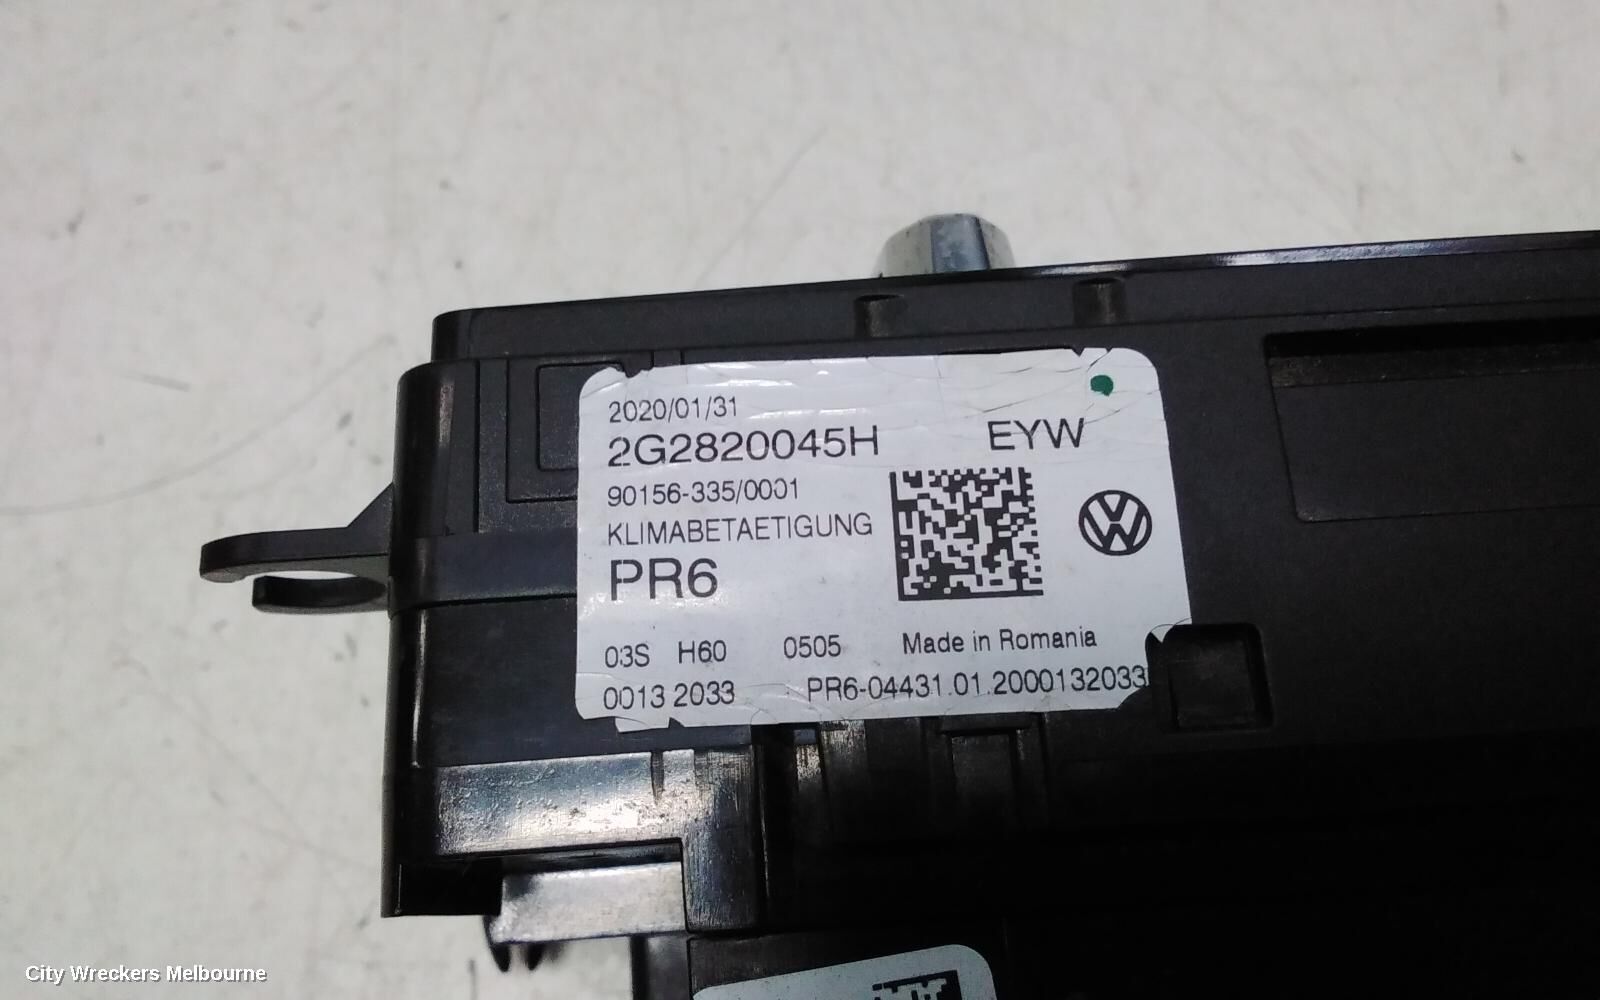 2020/01/31
2G2820045H EYW
90156-335/0001
KLIMABETAETIGUNG
PR6
03S H60 0505 Made in Romania
0013 2033 PR6-04431.01.2000132033
City Wreckers Melbourne